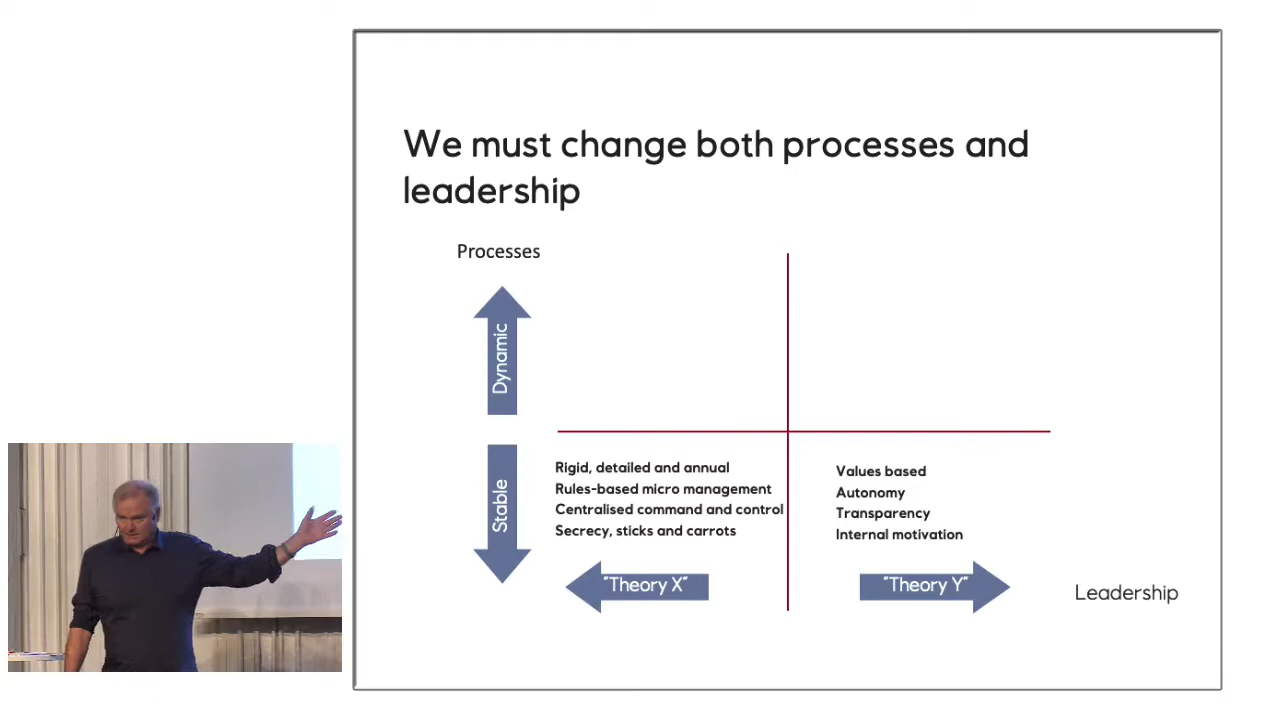 We must change both processes and
leadership
Processes
Dynamic
Stable
Rigid, detailed and annual
Rules-based micro management
Centralised command and control
Secrecy, sticks and carrots
Values based
Autonomy
Transparency
Internal motivation
"Theory X"
"Theory Y"
Leadership